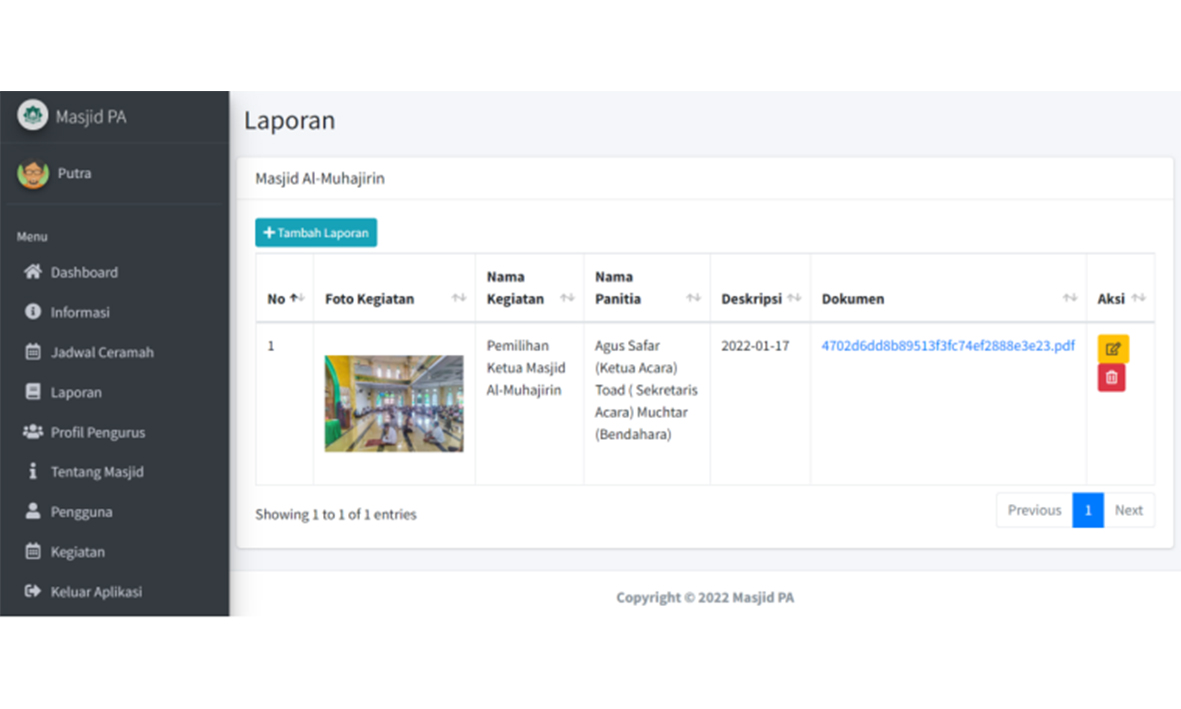 Masjid PA
Putra
Menu
Dashboard
Informasi
Jadwal Ceramah
Laporan
Profil Pengurus
Tentang Masjid
Pengguna
Kegiatan
Keluar Aplikasi
Laporan
Masjid Al-Muhajirin
Tambah Laporan
No
Foto Kegiatan
Nama
Kegiatan
Nama
Panitia
Deskripsi
Dokumen
Aksi
1
Pemilihan
Ketua Masjid
Al-Muhajirin
Agus Safar
(Ketua Acara)
Toad ( Sekretaris
Acara) Muchtar
(Bendahara)
2022-01-17
4702d6dd8b89513f3fc74ef2888e3e23.pdf
Showing 1 to 1 of 1 entries
Previous
1
Next
Copyright © 2022 Masjid PA